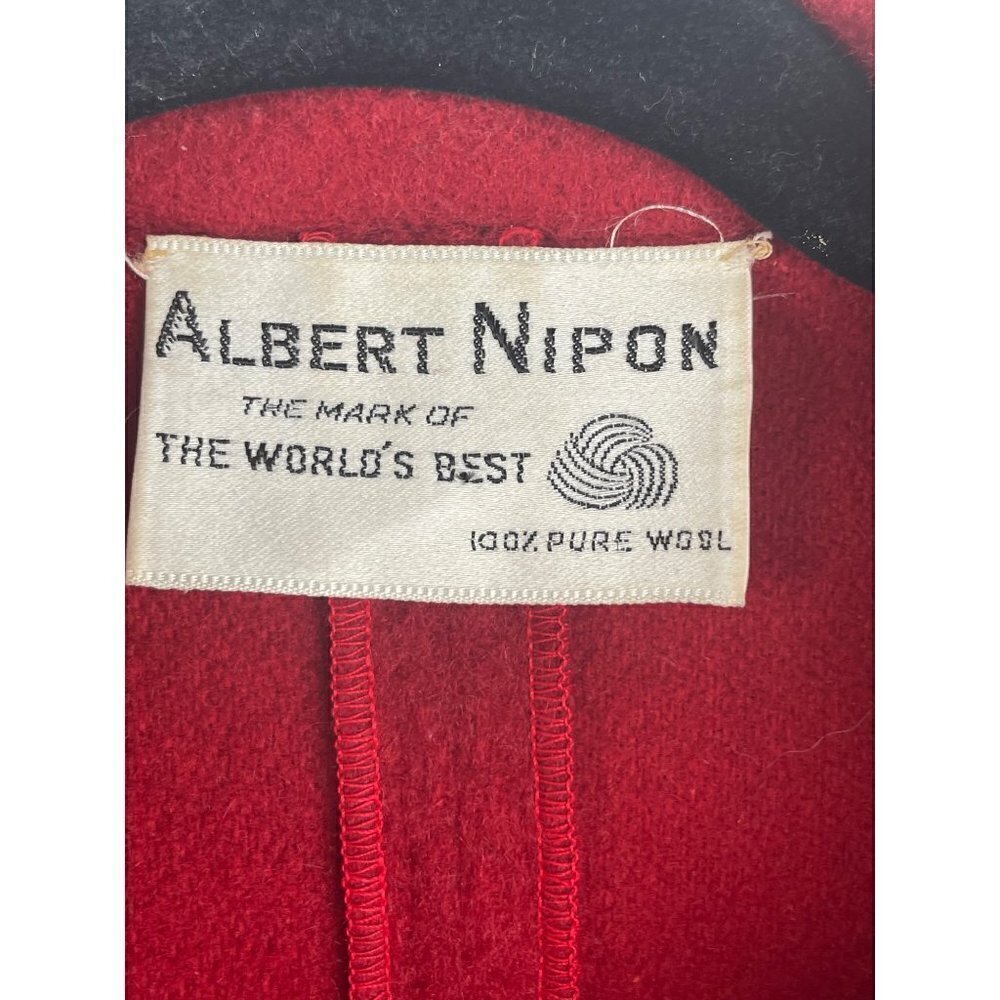 ALBERT NIPON
THE MARK OF
THE WORLD'S BEST
100% PURE WOOL